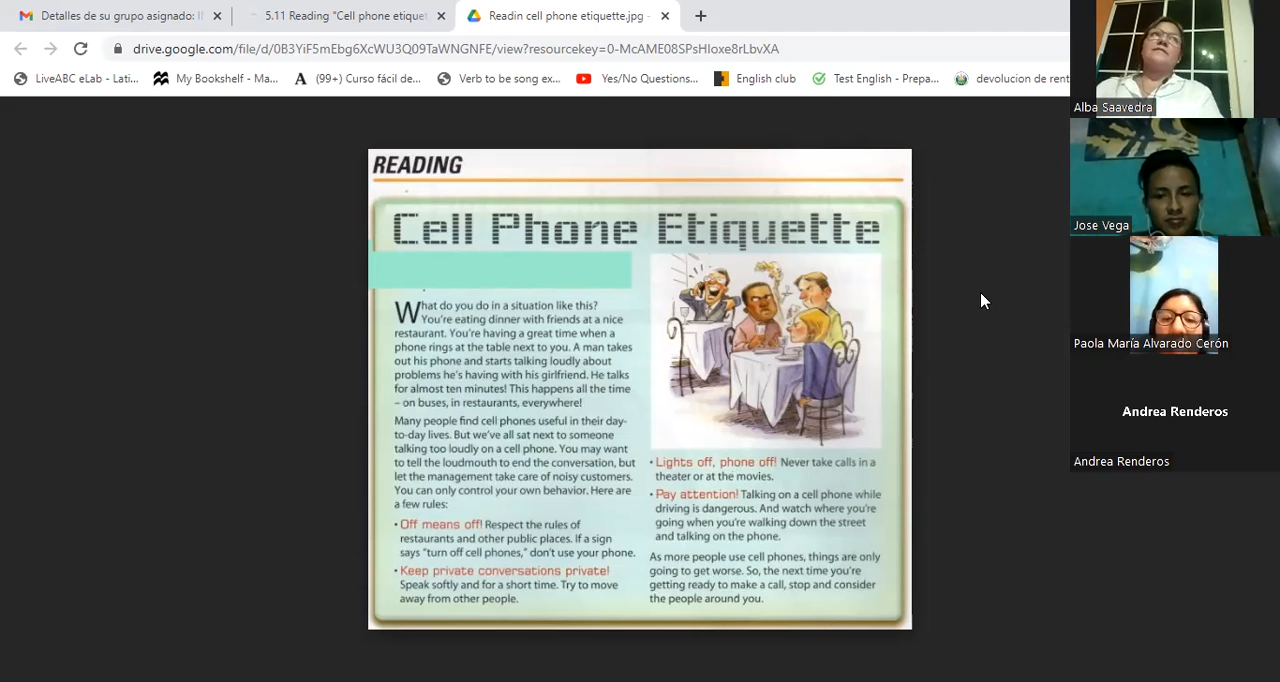 Detalles de su grupo asignado: II
5.11 Reading "Cell phone etiquet
Readin cell phone etiquette.jpg -
drive.google.com/file/d/0B3YiF5mEbg6XcWU3Q09TaWNGNFE/view?resourcekey=0-McAME08SPsHIoxe8rLbvXA
LiveABC eLab - Lati...
My Bookshelf - Ma...
(99+) Curso fácil de...
Verb to be song ex...
Yes/No Questions...
English club
Test English - Prepa...
devolucion de rent
READING
Cell Phone Etiquette
What do you do in a situation like this?
You're eating dinner with friends at a nice
restaurant. You're having a great time when a
phone rings at the table next to you. A man takes
out his phone and starts talking loudly about
problems he's having with his girlfriend. He talks
for almost ten minutes! This happens all the time
– on buses, in restaurants, everywhere!
Many people find cell phones useful in their day-
to-day lives. But we've all sat next to someone
talking too loudly on a cell phone. You may want
to tell the loudmouth to end the conversation, but
let the management take care of noisy customers.
You can only control your own behavior. Here are
a few rules:
• Off means off! Respect the rules of
restaurants and other public places. If a sign
says "turn off cell phones," don't use your phone.
• Keep private conversations private!
Speak softly and for a short time. Try to move
away from other people.
• Lights off, phone off! Never take calls in a
theater or at the movies.
• Pay attention! Talking on a cell phone while
driving is dangerous. And watch where you're
going when you're walking down the street
and talking on the phone.
As more people use cell phones, things are only
going to get worse. So, the next time you're
getting ready to make a call, stop and consider
the people around you.
Alba Saavedra
Jose Vega
Paola María Alvarado Cerón
Andrea Renderos
Andrea Renderos